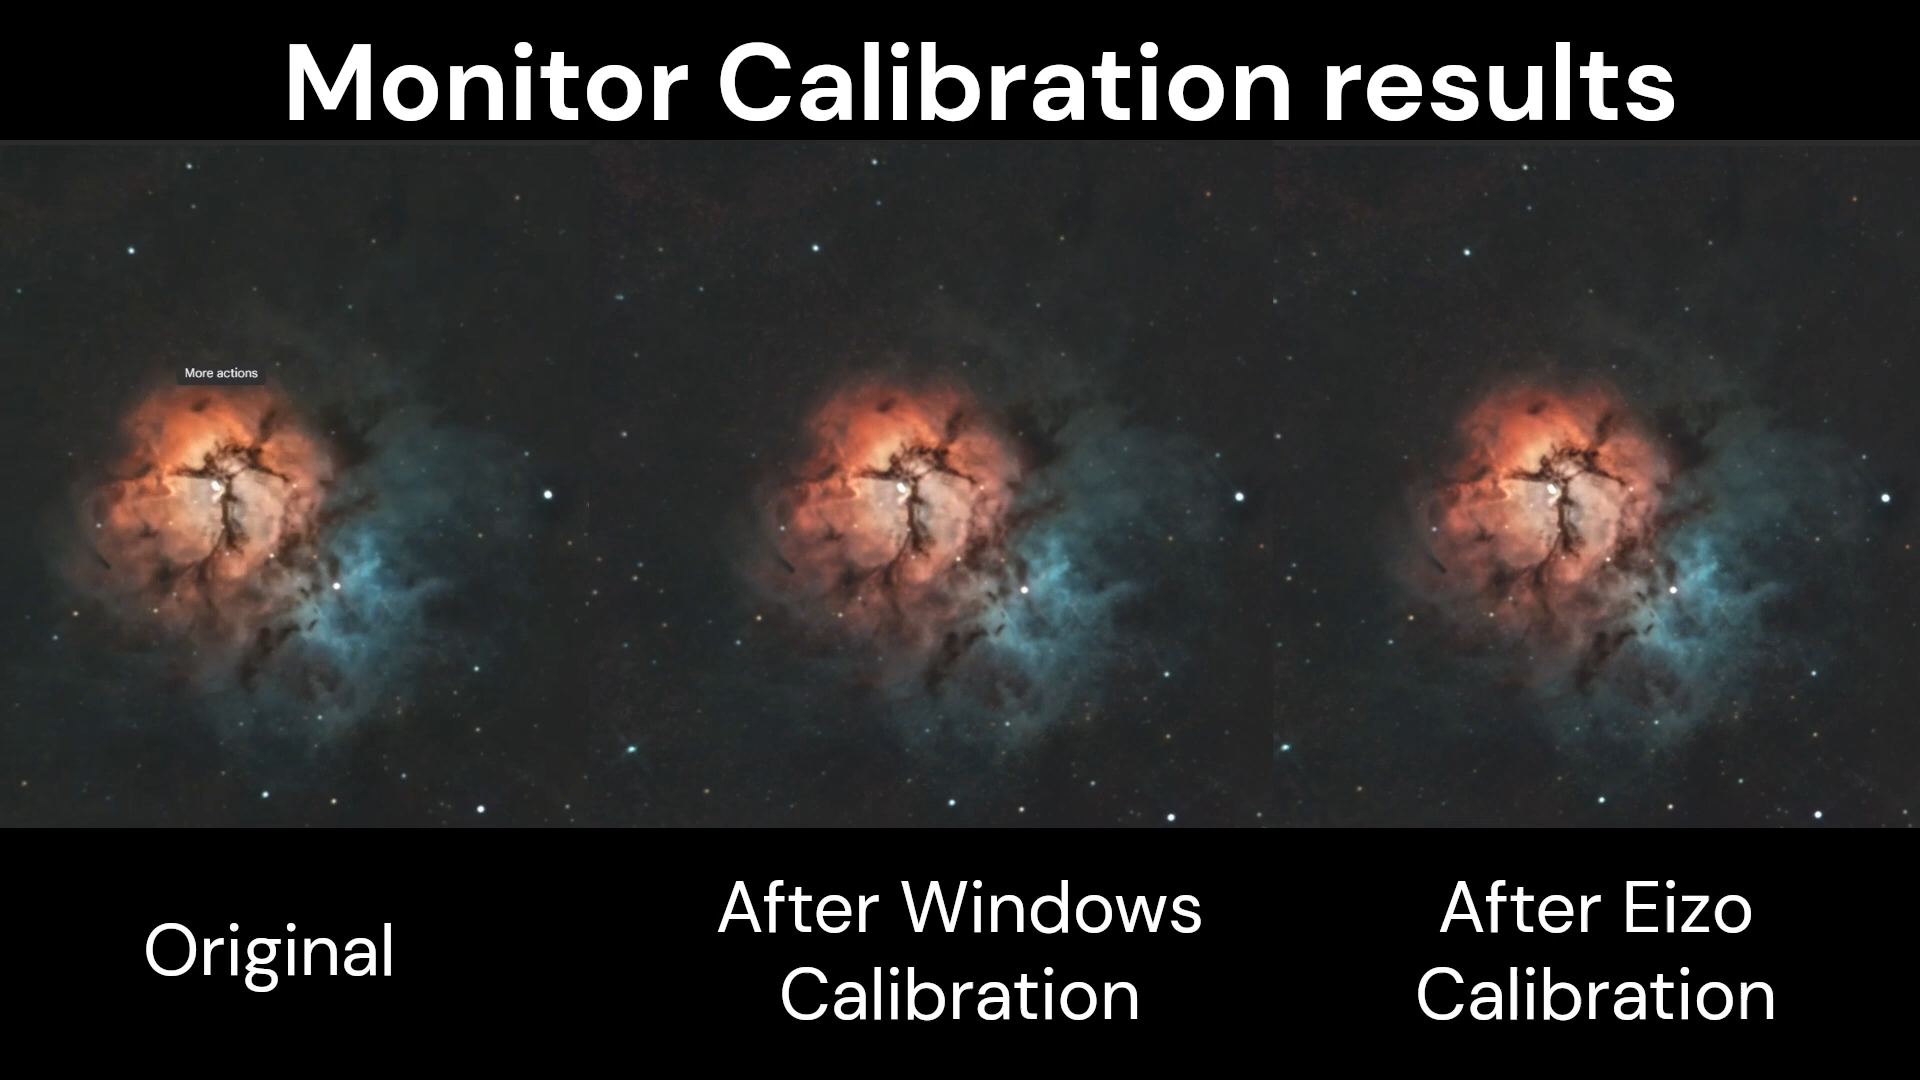 Monitor Calibration results
More actions
Original
After Windows
Calibration
After Eizo
Calibration